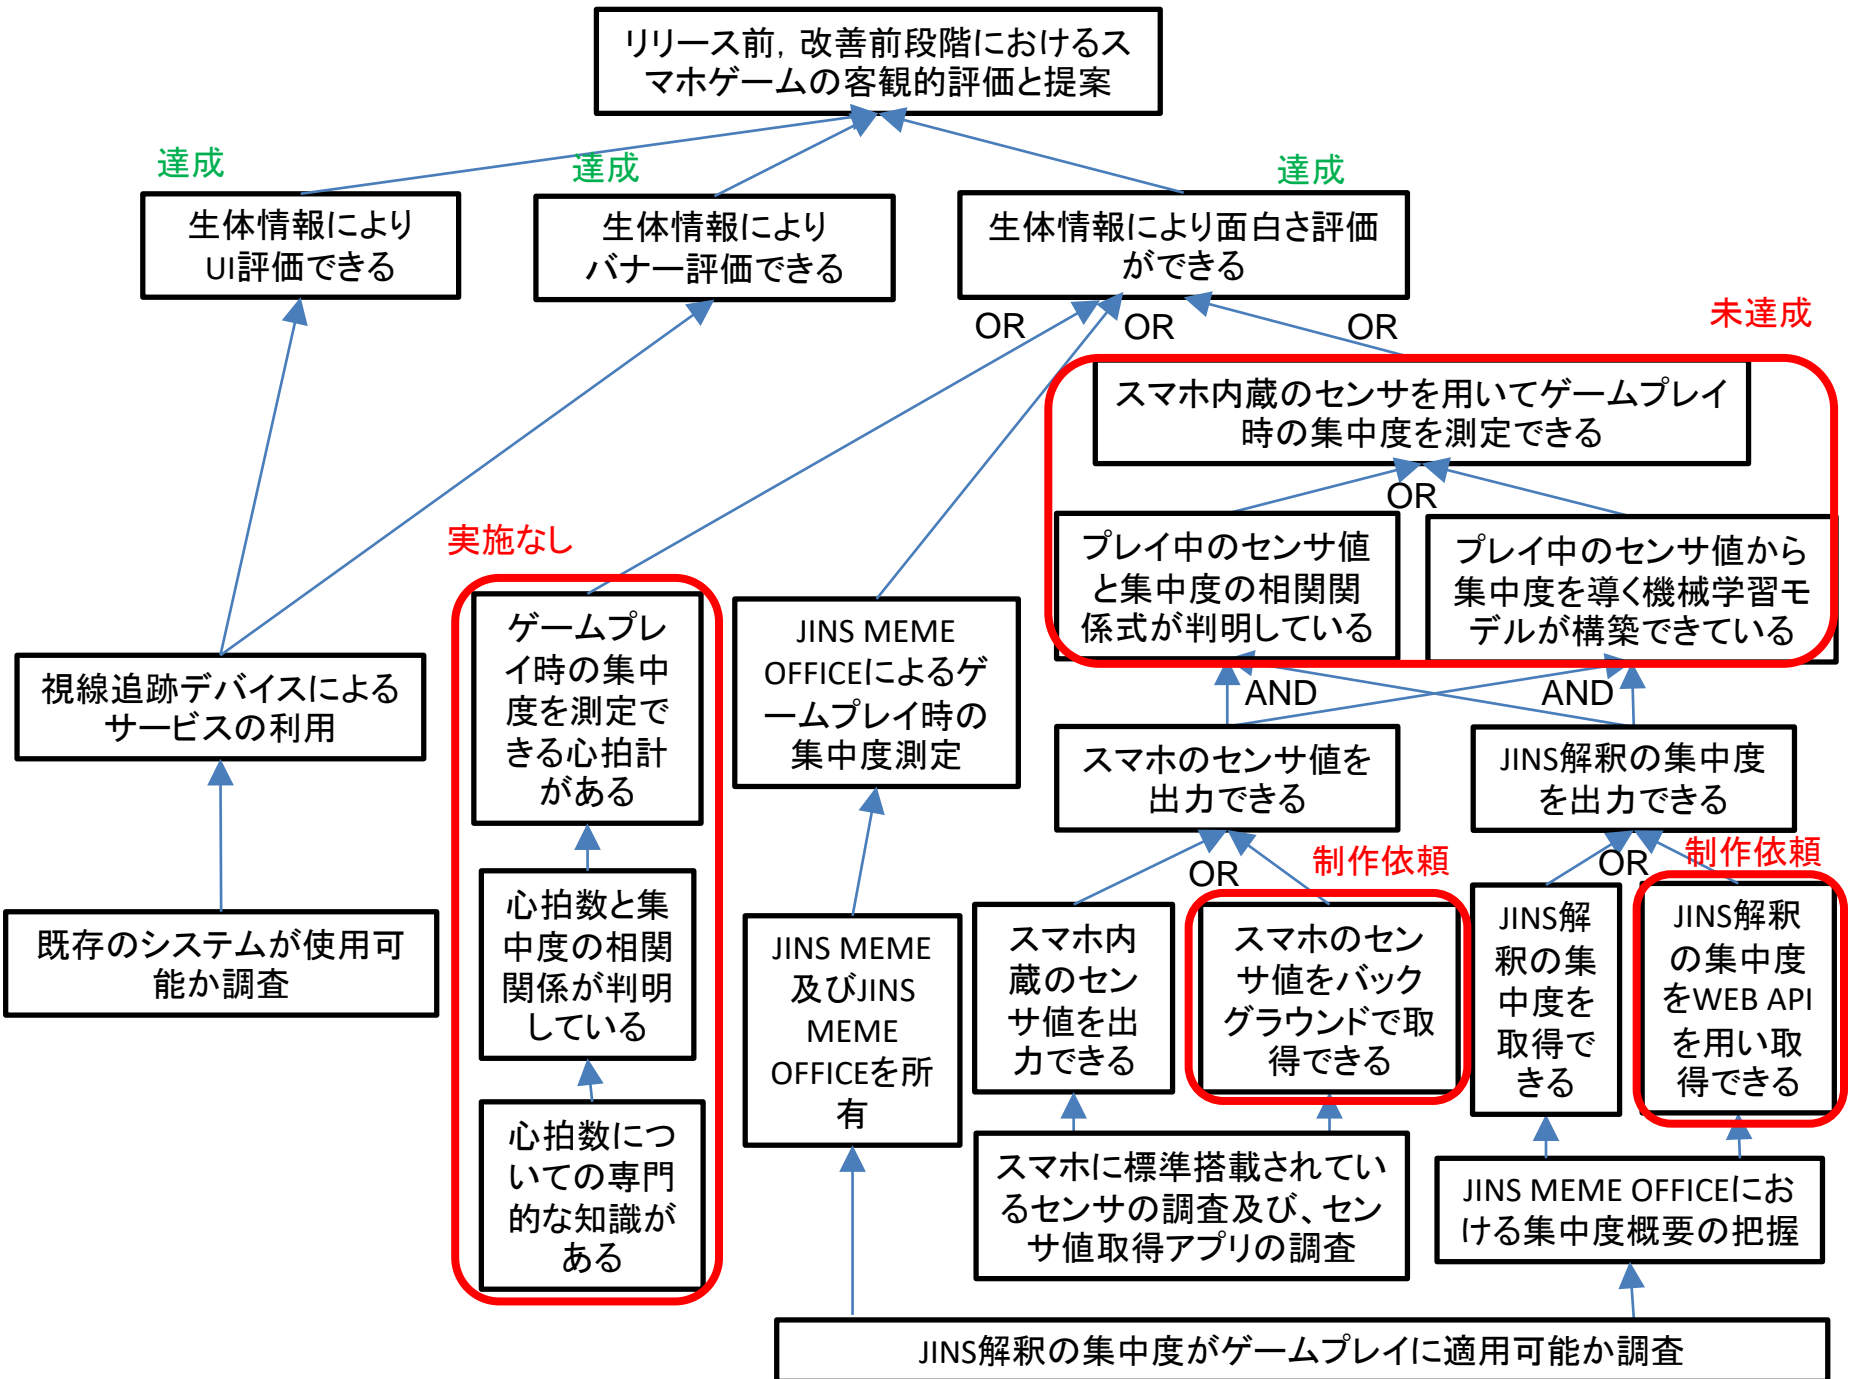 リリース前，改善前段階におけるス
マホゲームの客観的評価と提案
達成
達成
達成
生体情報により
UI評価できる
生体情報により
バナー評価できる
生体情報により面白さ評価
ができる
OR
OR
OR
未達成
スマホ内蔵のセンサを用いてゲームプレイ
時の集中度を測定できる
OR
実施なし
プレイ中のセンサ値
と集中度の相関関
係式が判明している
プレイ中のセンサ値から
集中度を導く機械学習モ
デルが構築できている
視線追跡デバイスによる
サービスの利用
ゲームプレ
イ時の集中
度を測定で
きる心拍計
がある
JINS MEME
OFFICEによるゲ
ームプレイ時の
集中度測定
AND
AND
スマホのセンサ値を
出力できる
JINS解釈の集中度
を出力できる
OR
制作依頼
OR
制作依頼
既存のシステムが使用可
能か調査
心拍数と集
中度の相関
関係が判明
している
JINS MEME
及びJINS
MEME
OFFICEを所
有
スマホ内
蔵のセン
サ値を出
力できる
スマホのセン
サ値をバック
グラウンドで取
得できる
JINS解
釈の集
中度を
取得で
きる
JINS解釈
の集中度
をWEB API
を用い取
得できる
心拍数につ
いての専門
的な知識が
ある
スマホに標準搭載されてい
るセンサの調査及び、セン
サ値取得アプリの調査
JINS MEME OFFICEにお
ける集中度概要の把握
JINS解釈の集中度がゲームプレイに適用可能か調査